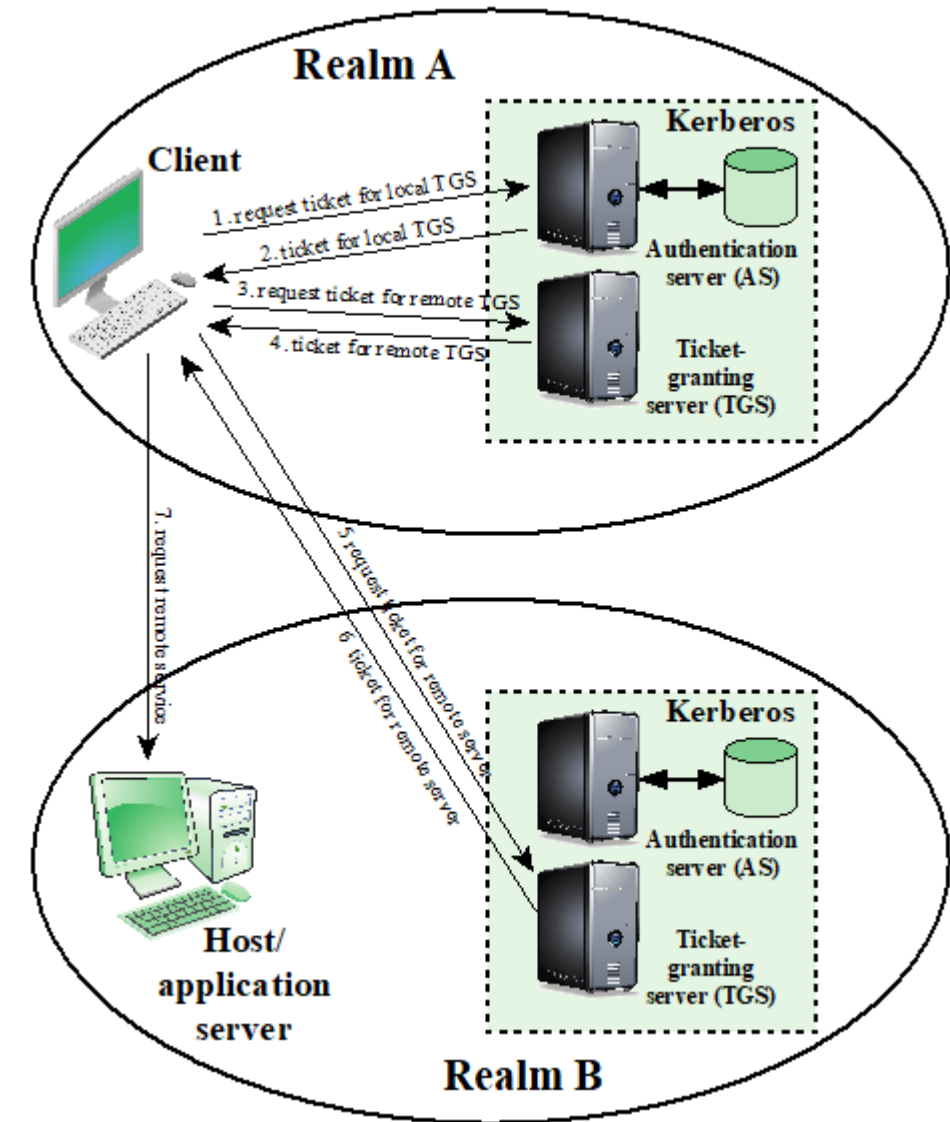 Realm A
Client
Kerberos
1. request ticket for local TGS
2. ticket for local TGS
3. request ticket for remote TGS
4. ticket for remote TGS
Authentication
server (AS)
Ticket-
granting
server (TGS)
5 request ticket for remote server
6 ticket for remote server
7. request remote service
Kerberos
Authentication
server (AS)
Ticket-
granting
server (TGS)
Host/
application
server
Realm B